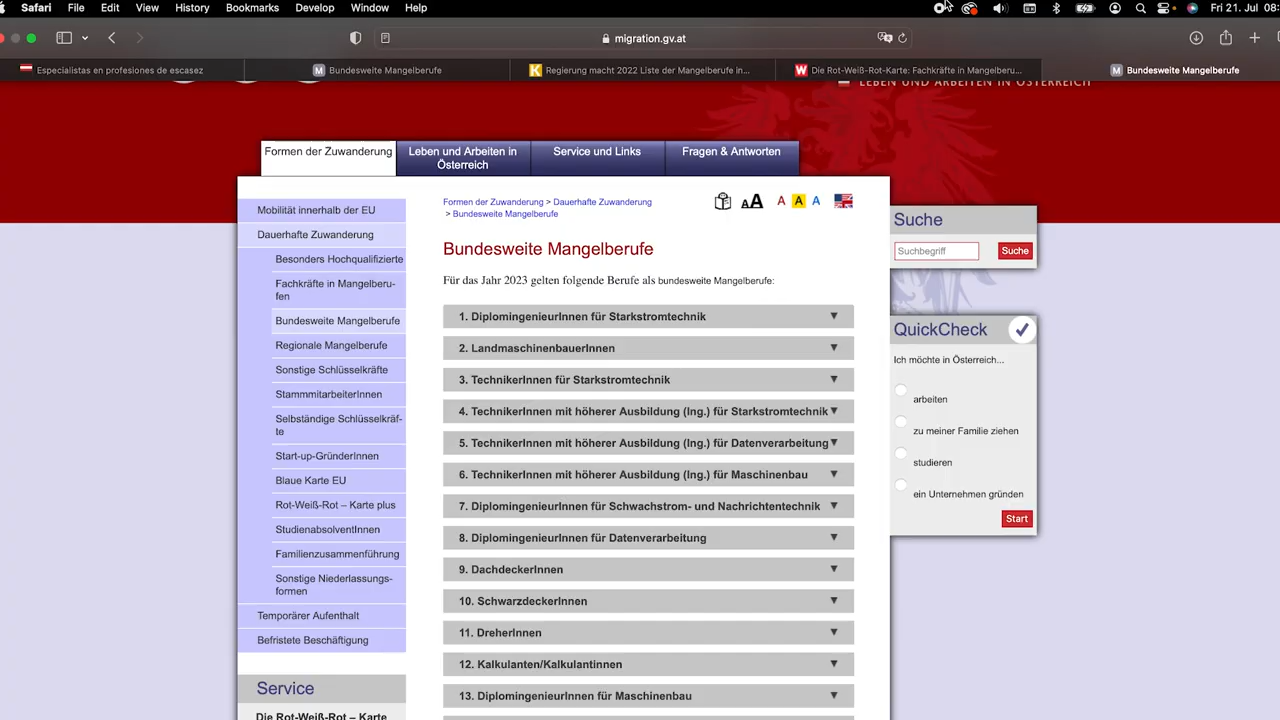 Safari File Edit View History Bookmarks Develop Window Help Fri 21. Jul 08:
migration.gv.at
Especialistas en profesiones de escasez
M Bundesweite Mangelberufe
K Regierung macht 2022 Liste der Mangelberufe in...
W Die Rot-Weiß-Rot-Karte: Fachkräfte in Mangelberu...
M Bundesweite Mangelberufe
LEBEN UND ARBEITEN IN ÖSTERREICH
Formen der Zuwanderung
Leben und Arbeiten in
Österreich
Service und Links
Fragen & Antworten
Mobilität innerhalb der EU
Dauerhafte Zuwanderung
Besonders Hochqualifizierte
Fachkräfte in Mangelberu-
fen
Bundesweite Mangelberufe
Regionale Mangelberufe
Sonstige Schlüsselkräfte
StammmitarbeiterInnen
Selbständige Schlüsselkräf-
te
Start-up-GründerInnen
Blaue Karte EU
Rot-Weiß-Rot – Karte plus
StudienabsolventInnen
Familienzusammenführung
Sonstige Niederlassungs-
formen
Temporärer Aufenthalt
Befristete Beschäftigung
Service
Die Rot-Weiß-Rot – Karte
Formen der Zuwanderung > Dauerhafte Zuwanderung
> Bundesweite Mangelberufe
AA A A A
Bundesweite Mangelberufe
Für das Jahr 2023 gelten folgende Berufe als bundesweite Mangelberufe:
1. DiplomingenieurInnen für Starkstromtechnik
2. LandmaschinenbauerInnen
3. TechnikerInnen für Starkstromtechnik
4. TechnikerInnen mit höherer Ausbildung (Ing.) für Starkstromtechnik
5. TechnikerInnen mit höherer Ausbildung (Ing.) für Datenverarbeitung
6. TechnikerInnen mit höherer Ausbildung (Ing.) für Maschinenbau
7. DiplomingenieurInnen für Schwachstrom- und Nachrichtentechnik
8. DiplomingenieurInnen für Datenverarbeitung
9. DachdeckerInnen
10. SchwarzdeckerInnen
11. DreherInnen
12. Kalkulanten/Kalkulantinnen
13. DiplomingenieurInnen für Maschinenbau
Suche
Suchbegriff Suche
QuickCheck
Ich möchte in Österreich...
arbeiten
zu meiner Familie ziehen
studieren
ein Unternehmen gründen
Start